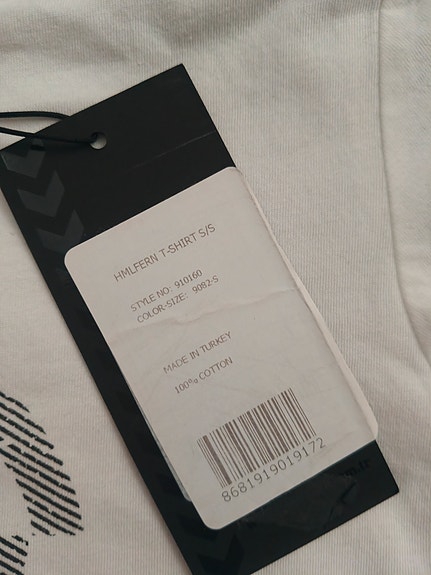 HMLFERN T-SHIRT S/S
STYLE NO: 910160
COLOR-SIZE: 9082-S
MADE IN TURKEY
100% COTTON
8681919019172